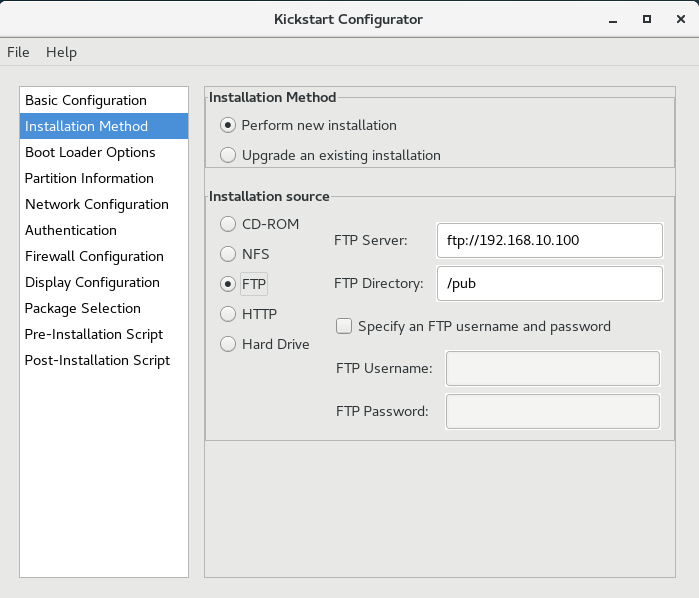 Kickstart Configurator
File Help
Basic Configuration
Installation Method
Boot Loader Options
Partition Information
Network Configuration
Authentication
Firewall Configuration
Display Configuration
Package Selection
Pre-Installation Script
Post-Installation Script
Installation Method
Perform new installation
Upgrade an existing installation
Installation source
CD-ROM
NFS
FTP
HTTP
Hard Drive
FTP Server: ftp://192.168.10.100
FTP Directory: /pub
Specify an FTP username and password
FTP Username:
FTP Password: